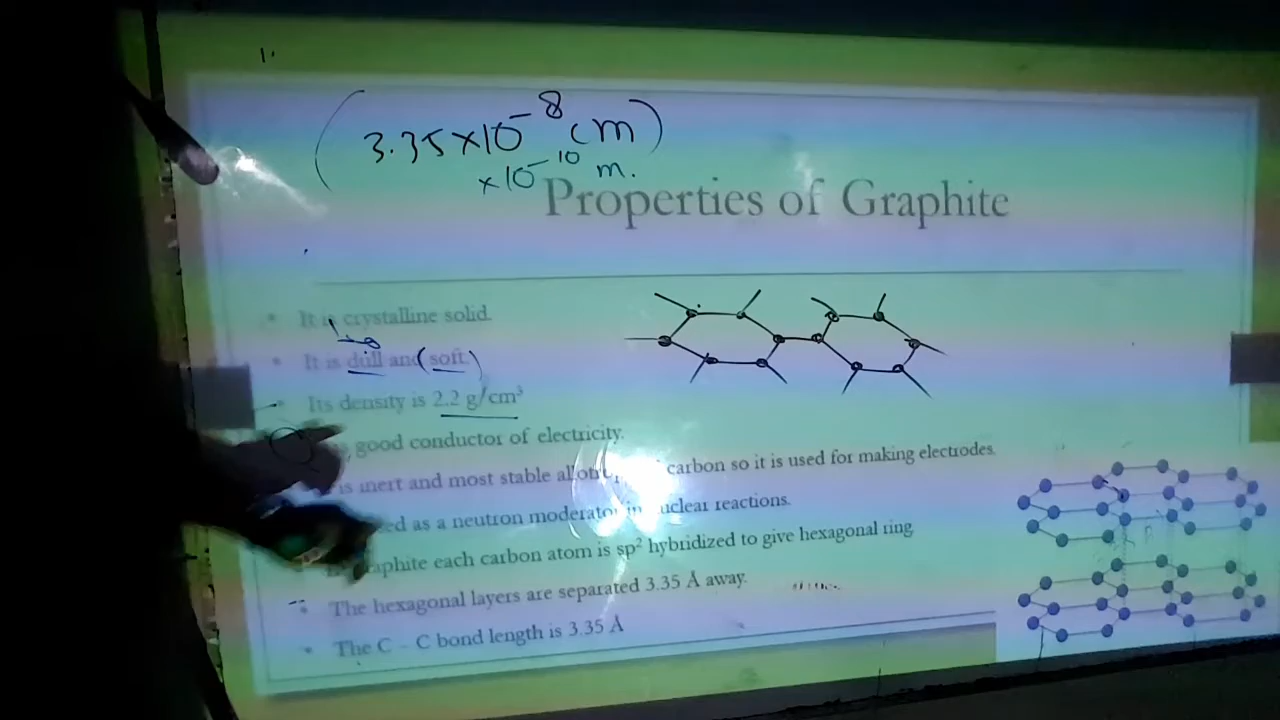 1.
(3.35×10⁻⁸ cm)
×10⁻¹⁰ m.
Properties of Graphite
It is crystalline solid.
It is dull and (soft.)
Its density is 2.2 g/cm³
good conductor of electricity.
is inert and most stable carbon so it is used for making electrodes.
as a neutron moderator in nuclear reactions.
graphite each carbon atom is sp² hybridized to give hexagonal ring
The hexagonal layers are separated 3.35 Å away.
The C – C bond length is 3.35 Å